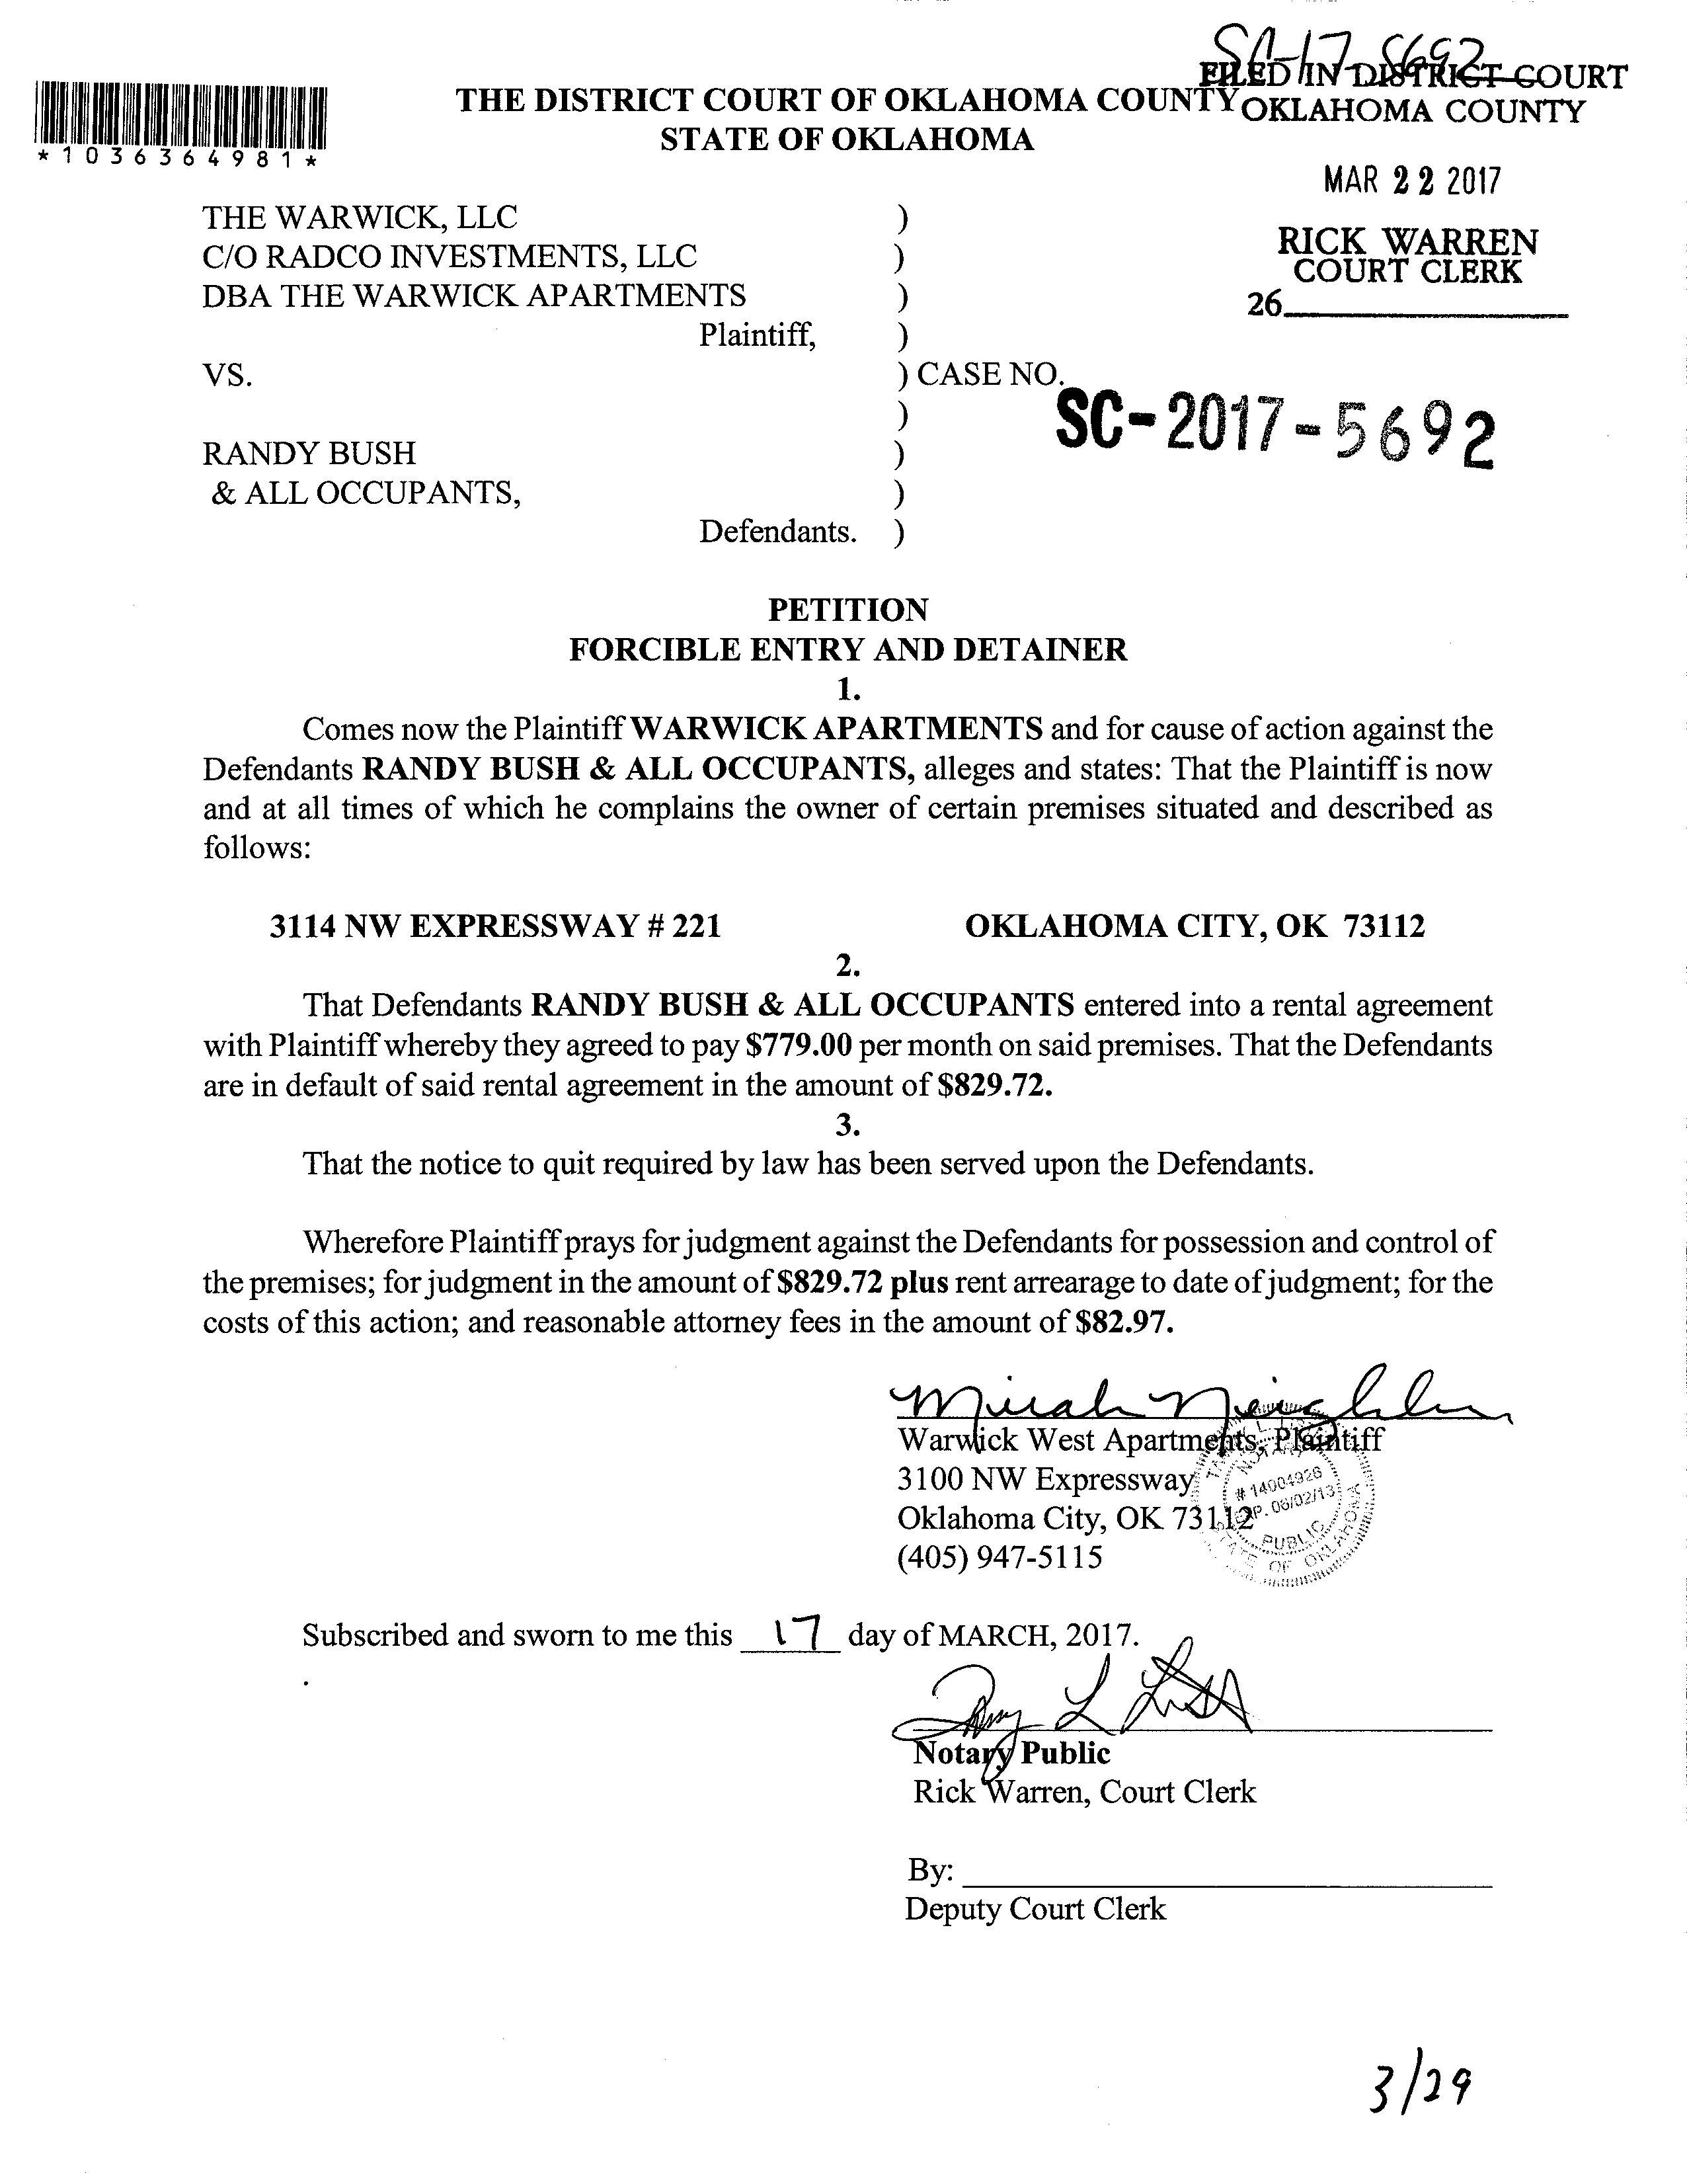 SC-17-5692
FILED IN DISTRICT COURT
OKLAHOMA COUNTY
*1036364981*
THE DISTRICT COURT OF OKLAHOMA COUNTY
STATE OF OKLAHOMA
MAR 22 2017
RICK WARREN
COURT CLERK
26
THE WARWICK, LLC )
C/O RADCO INVESTMENTS, LLC )
DBA THE WARWICK APARTMENTS )
Plaintiff, )
VS. ) CASE NO.
SC-2017-5692
)
RANDY BUSH )
& ALL OCCUPANTS, )
Defendants. )
PETITION
FORCIBLE ENTRY AND DETAINER
1.
Comes now the Plaintiff WARWICK APARTMENTS and for cause of action against the
Defendants RANDY BUSH & ALL OCCUPANTS, alleges and states: That the Plaintiff is now
and at all times of which he complains the owner of certain premises situated and described as
follows:
3114 NW EXPRESSWAY # 221 OKLAHOMA CITY, OK 73112
2.
That Defendants RANDY BUSH & ALL OCCUPANTS entered into a rental agreement
with Plaintiff whereby they agreed to pay $779.00 per month on said premises. That the Defendants
are in default of said rental agreement in the amount of $829.72.
3.
That the notice to quit required by law has been served upon the Defendants.
Wherefore Plaintiff prays for judgment against the Defendants for possession and control of
the premises; for judgment in the amount of $829.72 plus rent arrearage to date of judgment; for the
costs of this action; and reasonable attorney fees in the amount of $82.97.
Warwick West Apartments, Plaintiff
3100 NW Expressway
Oklahoma City, OK 73112
(405) 947-5115
NOTARY
# 14004926
PUBLIC
STATE OF OKLAHOMA
Subscribed and sworn to me this 17 day of MARCH, 2017.
.
Notary Public
Rick Warren, Court Clerk
By:
Deputy Court Clerk
3/29